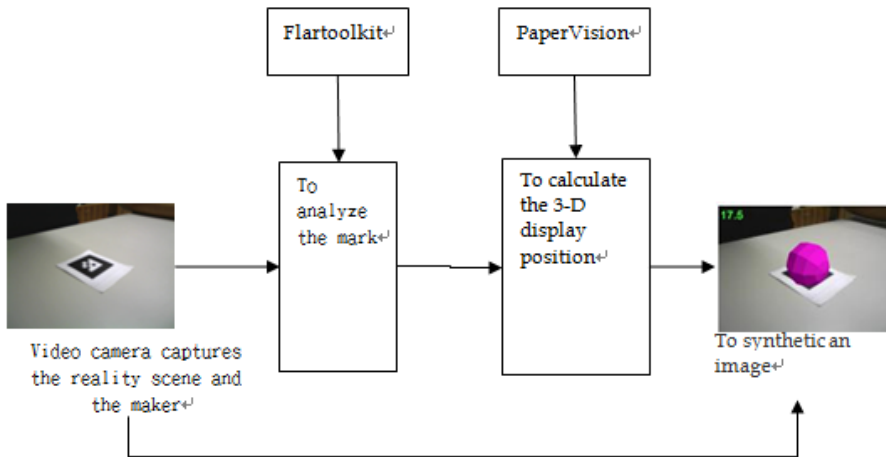 Flartoolkit↵
PaperVision↵
To
analyze
the mark↵
To calculate
the 3-D
display
position↵
17.5
Video camera captures
the reality scene and
the maker↵
To synthetic an
image↵